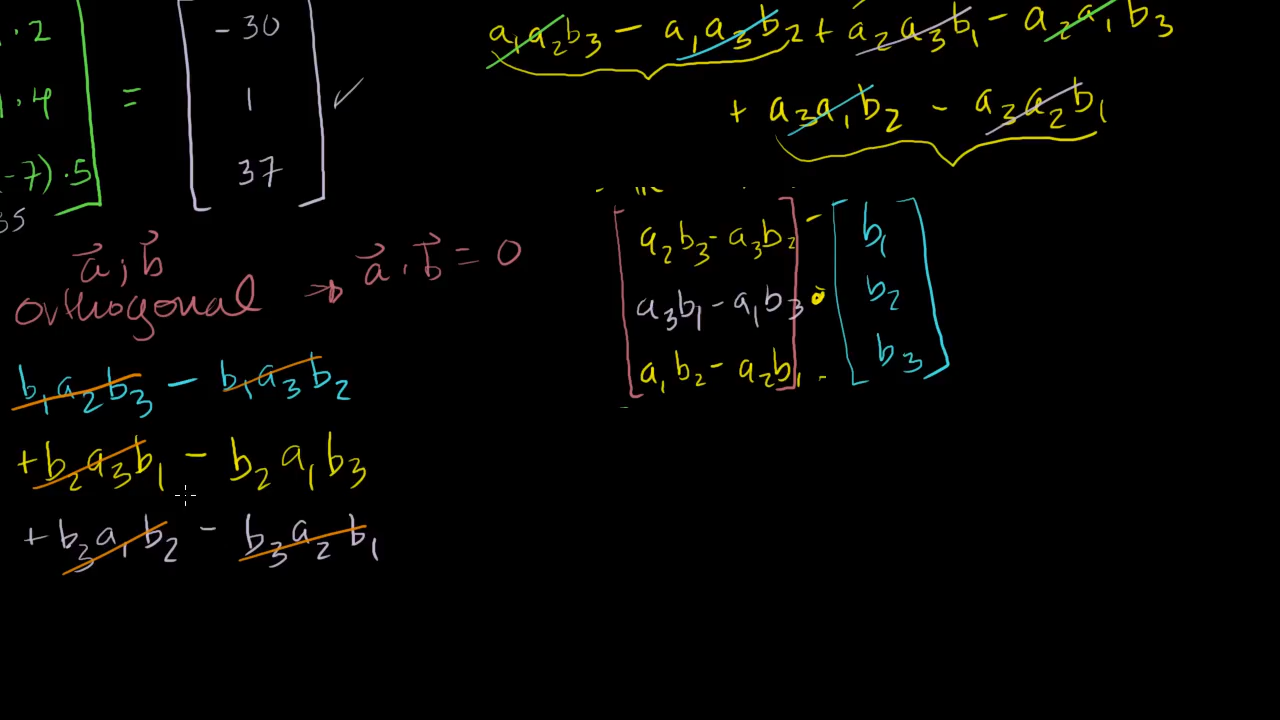 ·2
1·4
-7)·5
35
=
-30
1
37
a₁a₂b₃ - a₁a₃b₂ + a₂a₃b₁ - a₂a₁b₃
+ a₃a₁b₂ - a₃a₂b₁
a⃗, b⃗
orthogonal ⇒ a⃗ · b⃗ = 0
b₁a₂b₃ - b₁a₃b₂
+b₂a₃b₁ - b₂a₁b₃
+b₃a₁b₂ - b₃a₂b₁
a₂b₃-a₃b₂
a₃b₁-a₁b₃ ·
a₁b₂-a₂b₁
b₁
b₂
b₃